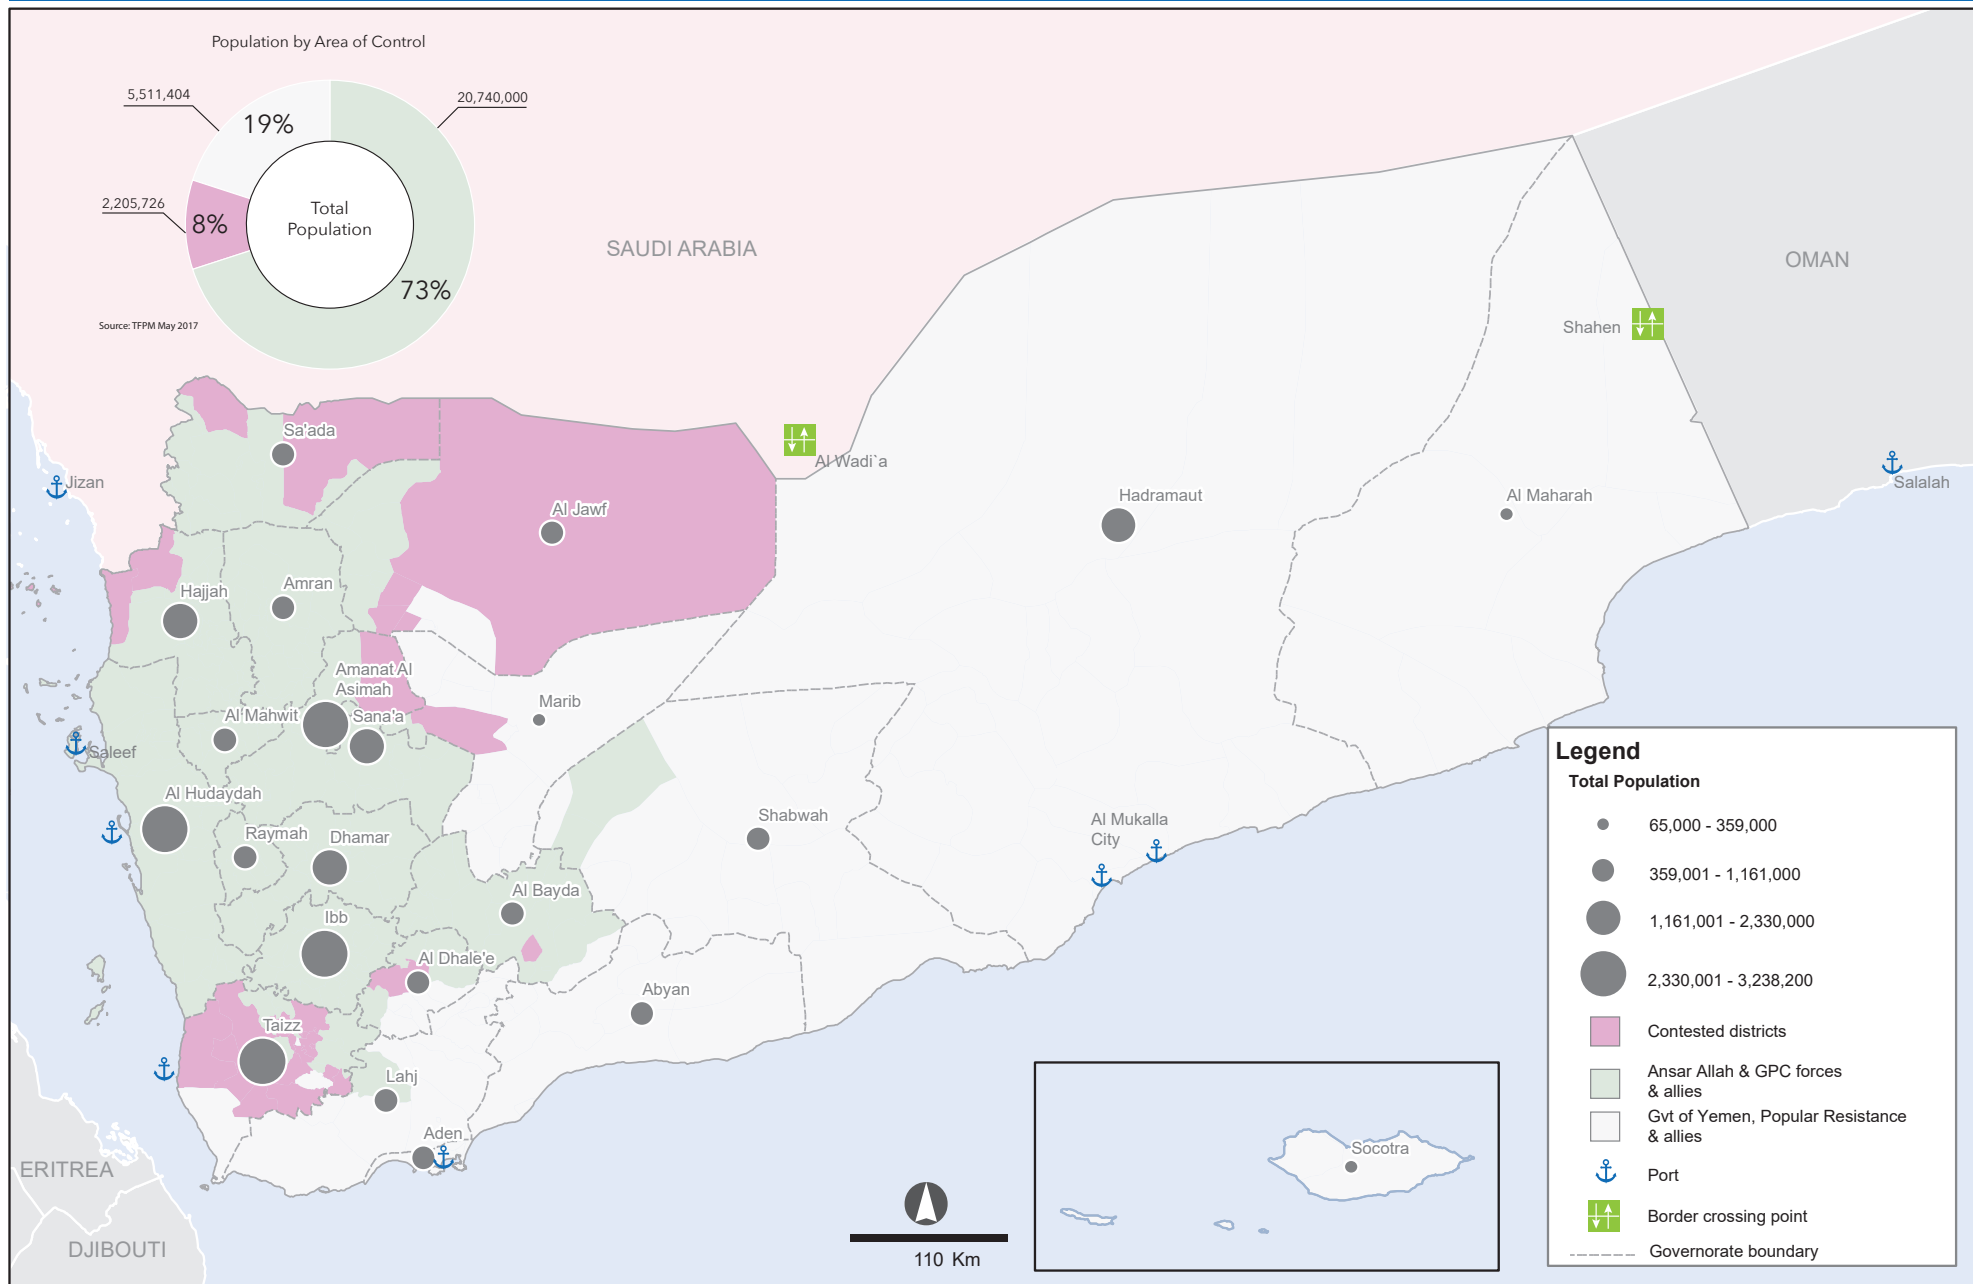 Population by Area of Control
5,511,404
20,740,000
19%
2,205,726
8%
Total
Population
73%
Source: TFPM May 2017
SAUDI ARABIA
OMAN
Shahen
Sa'ada
Al Wadi`a
Jizan
Salalah
Al Jawf
Hadramaut
Al Maharah
Hajjah
Amran
Amanat Al
Asimah
Marib
Al Mahwit
Sana'a
Saleef
Al Hudaydah
Raymah
Dhamar
Shabwah
Al Mukalla
City
Al Bayda
Ibb
Al Dhale'e
Abyan
Taizz
Lahj
Aden
Socotra
ERITREA
DJIBOUTI
110 Km
Legend
Total Population
65,000 - 359,000
359,001 - 1,161,000
1,161,001 - 2,330,000
2,330,001 - 3,238,200
Contested districts
Ansar Allah & GPC forces
& allies
Gvt of Yemen, Popular Resistance
& allies
Port
Border crossing point
Governorate boundary